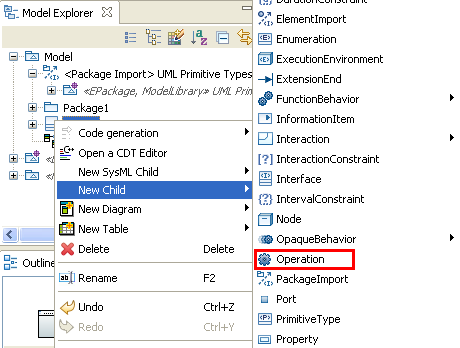 Model Explorer
Model
<Package Import> UML Primitive Types
«EPackage, ModelLibrary» UML Prim
Package1
Code generation
Open a CDT Editor
New SysML Child
New Child
New Diagram
New Table
Delete Delete
Rename F2
Undo Ctrl+Z
Redo Ctrl+Y
Outline
DurationConstraint
ElementImport
Enumeration
ExecutionEnvironment
ExtensionEnd
FunctionBehavior
InformationItem
Interaction
InteractionConstraint
Interface
IntervalConstraint
Node
OpaqueBehavior
Operation
PackageImport
Port
PrimitiveType
Property